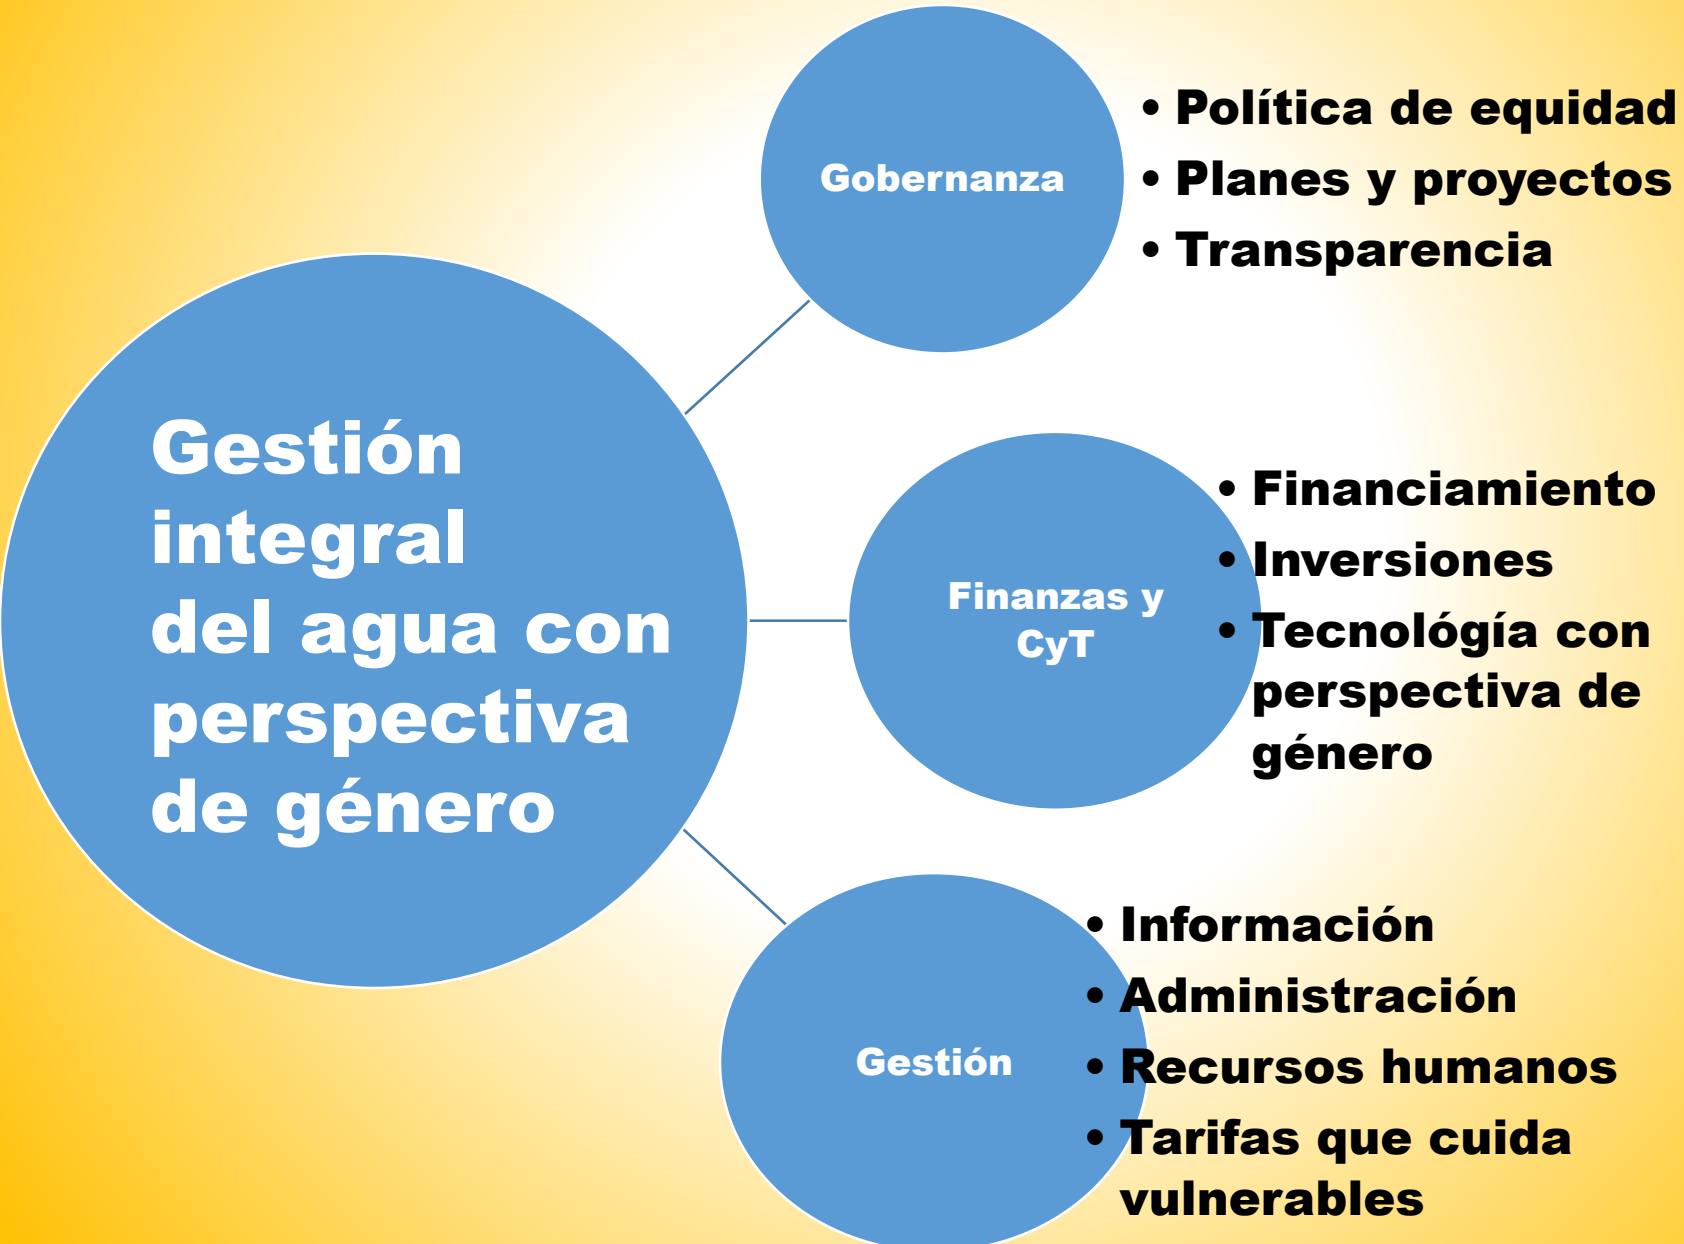 Gestión
integral
del agua con
perspectiva
de género
Gobernanza
• Política de equidad
• Planes y proyectos
• Transparencia
Finanzas y
CyT
• Financiamiento
• Inversiones
• Tecnológía con
perspectiva de
género
Gestión
• Información
• Administración
• Recursos humanos
• Tarifas que cuida
vulnerables